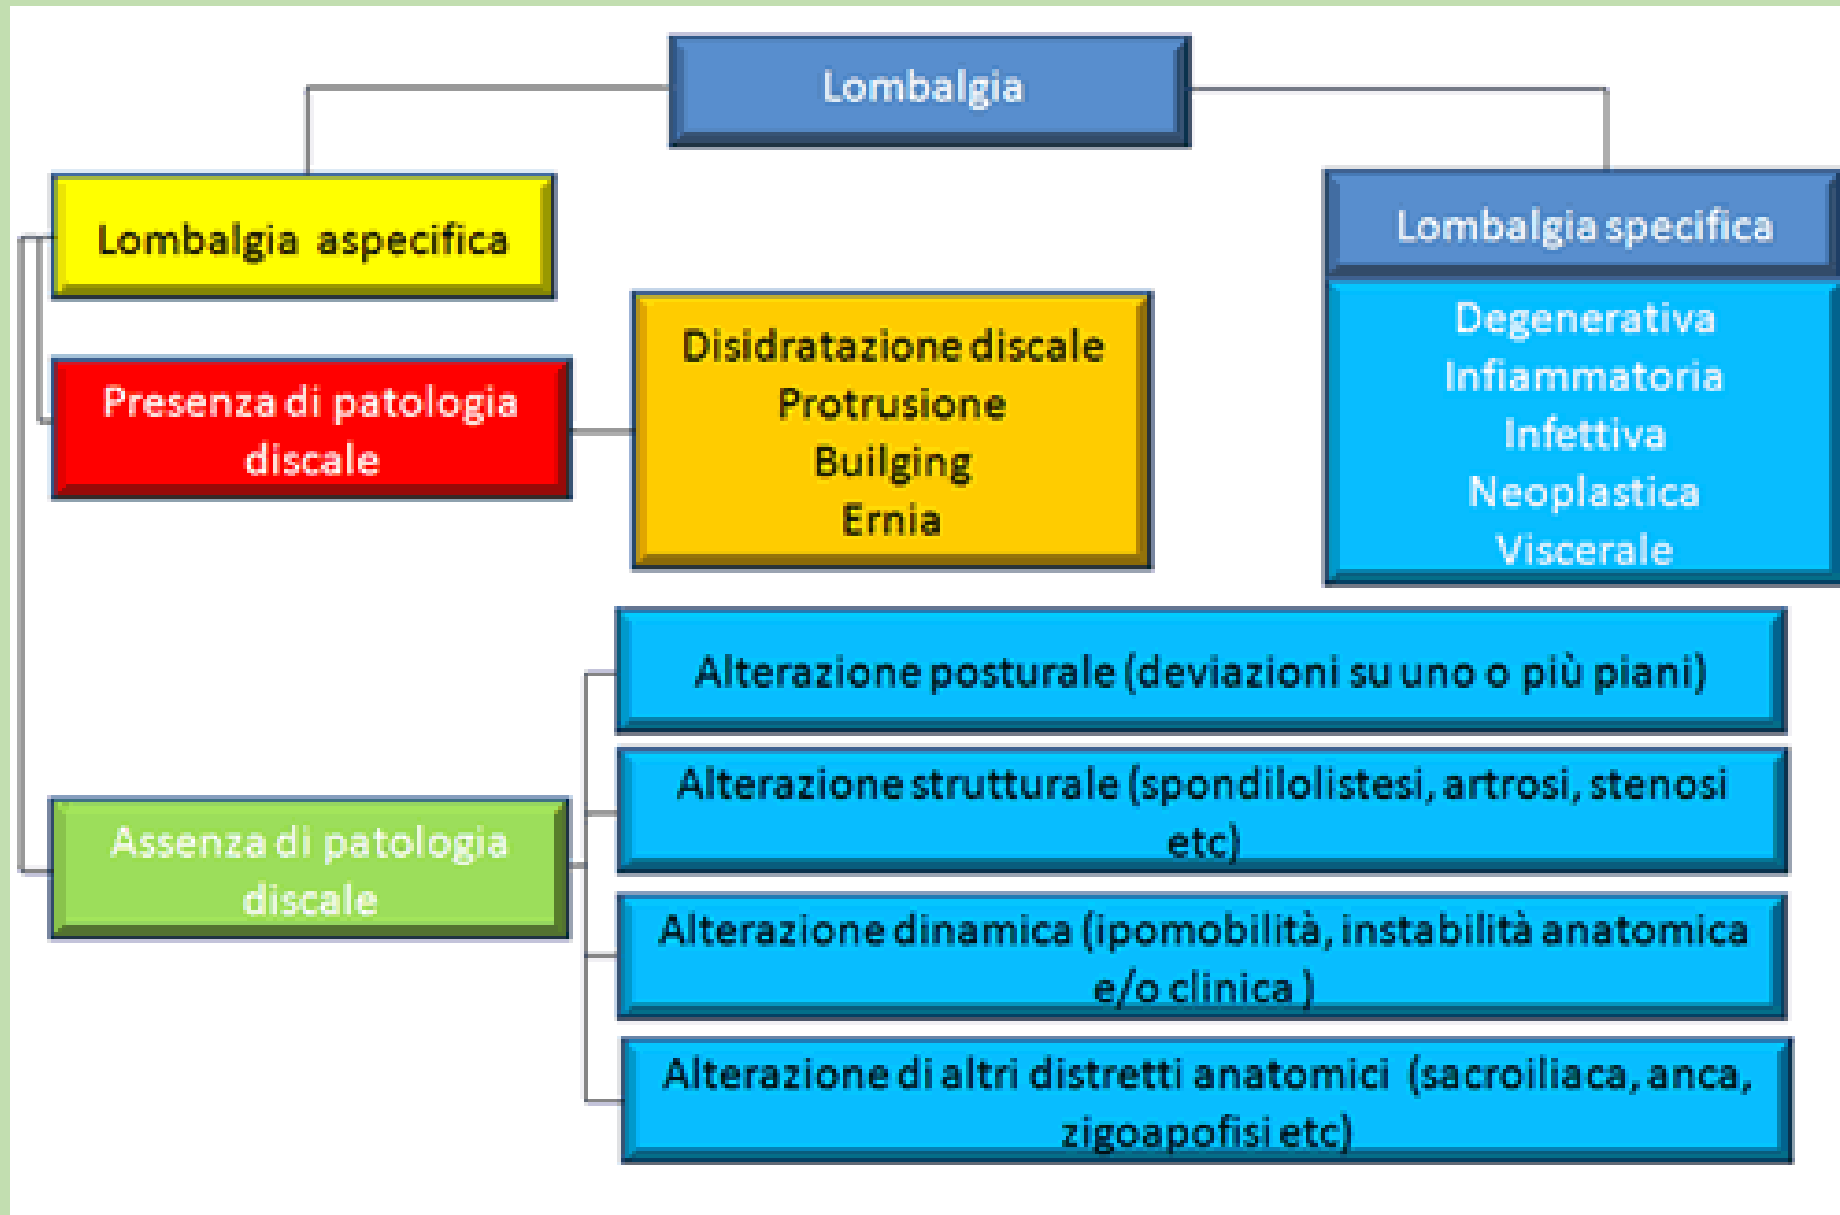 Lombalgia
Lombalgia aspecifica
Lombalgia specifica
Degenerativa
Infiammatoria
Infettiva
Neoplastica
Viscerale
Presenza di patologia
discale
Disidratazione discale
Protrusione
Builging
Ernia
Assenza di patologia
discale
Alterazione posturale (deviazioni su uno o più piani)
Alterazione strutturale (spondilolistesi, artrosi, stenosi
etc)
Alterazione dinamica (ipomobilità, instabilità anatomica
e/o clinica )
Alterazione di altri distretti anatomici (sacroiliaca, anca,
zigoapofisi etc)